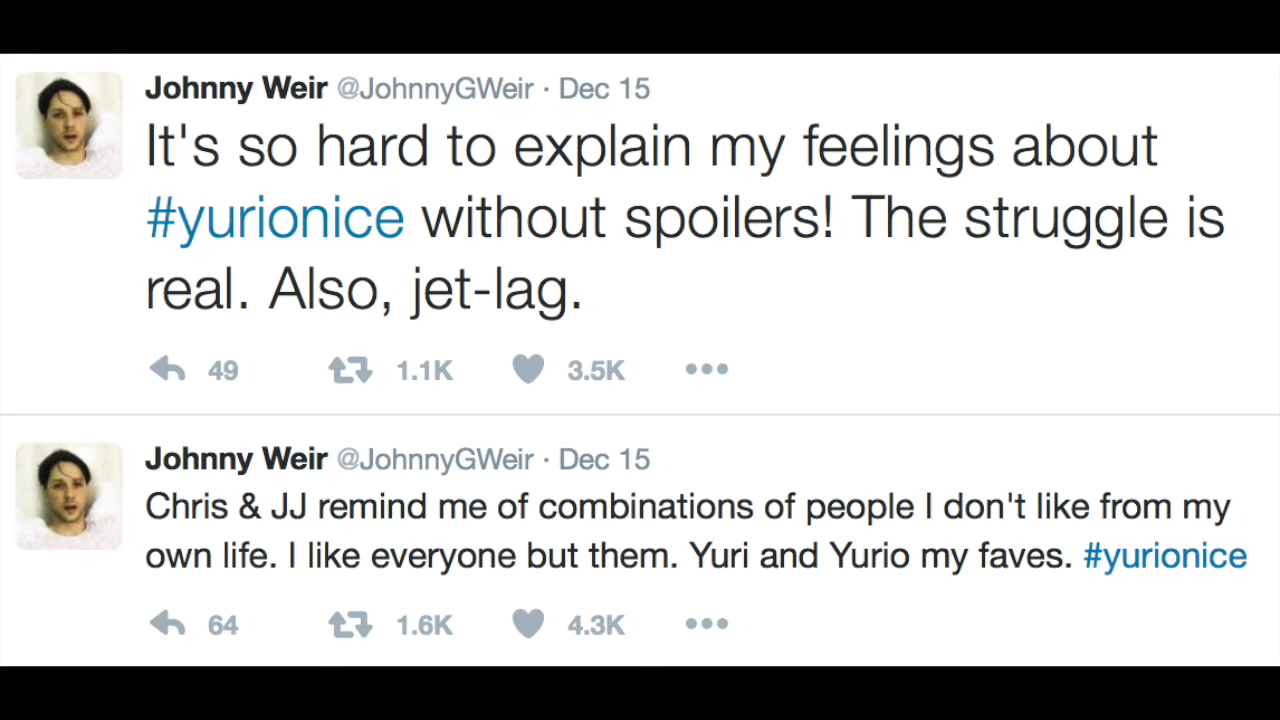 Johnny Weir @JohnnyGWeir · Dec 15
It's so hard to explain my feelings about
#yurionice without spoilers! The struggle is
real. Also, jet-lag.
49 1.1K 3.5K
Johnny Weir @JohnnyGWeir · Dec 15
Chris & JJ remind me of combinations of people I don't like from my
own life. I like everyone but them. Yuri and Yurio my faves. #yurionice
64 1.6K 4.3K